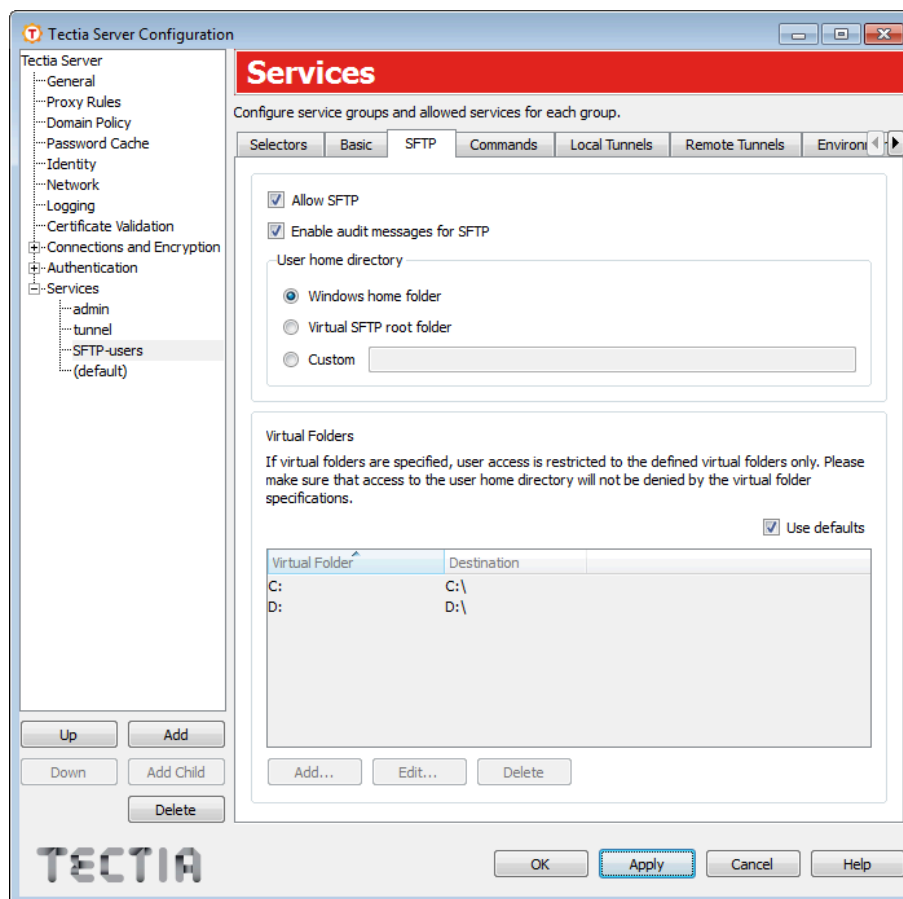 Tectia Server Configuration
Tectia Server
General
Proxy Rules
Domain Policy
Password Cache
Identity
Network
Logging
Certificate Validation
Connections and Encryption
Authentication
Services
admin
tunnel
SFTP-users
(default)
Up Add
Down Add Child
Delete
Services
Configure service groups and allowed services for each group.
Selectors Basic SFTP Commands Local Tunnels Remote Tunnels
Allow SFTP
Enable audit messages for SFTP
User home directory
Windows home folder
Virtual SFTP root folder
Custom
Virtual Folders
If virtual folders are specified, user access is restricted to the defined virtual folders only. Please
make sure that access to the user home directory will not be denied by the virtual folder
specifications.
Use defaults
Virtual Folder Destination
C: C:\
D: D:\
Add... Edit... Delete
TECTIA
OK Apply Cancel Help